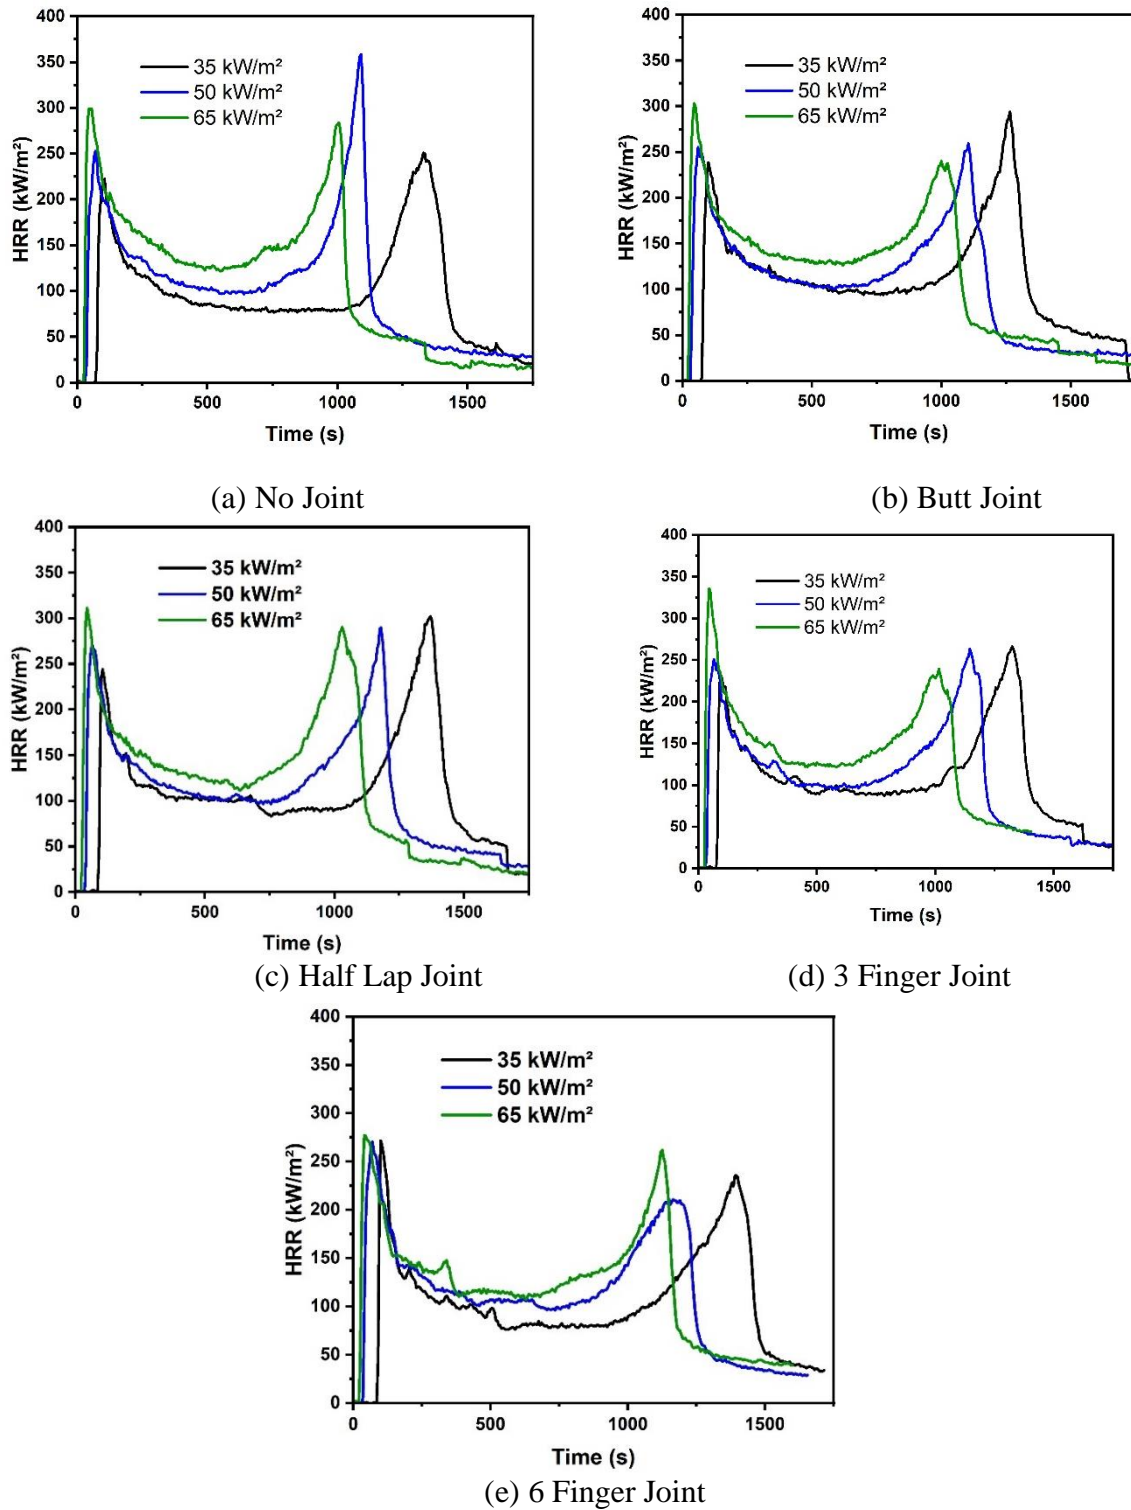 400
350
300
250
200
150
100
50
0
HRR (kW/m²)
35 kW/m²
50 kW/m²
65 kW/m²
0 500 1000 1500
Time (s)
(a) No Joint
400
350
300
250
200
150
100
50
0
HRR (kW/m²)
35 kW/m²
50 kW/m²
65 kW/m²
0 500 1000 1500
Time (s)
(b) Butt Joint
400
350
300
250
200
150
100
50
0
HRR (kW/m²)
35 kW/m²
50 kW/m²
65 kW/m²
0 500 1000 1500
Time (s)
(c) Half Lap Joint
400
350
300
250
200
150
100
50
0
HRR (kW/m²)
35 kW/m²
50 kW/m²
65 kW/m²
0 500 1000 1500
Time (s)
(d) 3 Finger Joint
400
350
300
250
200
150
100
50
0
HRR (kW/m²)
35 kW/m²
50 kW/m²
65 kW/m²
0 500 1000 1500
Time (s)
(e) 6 Finger Joint